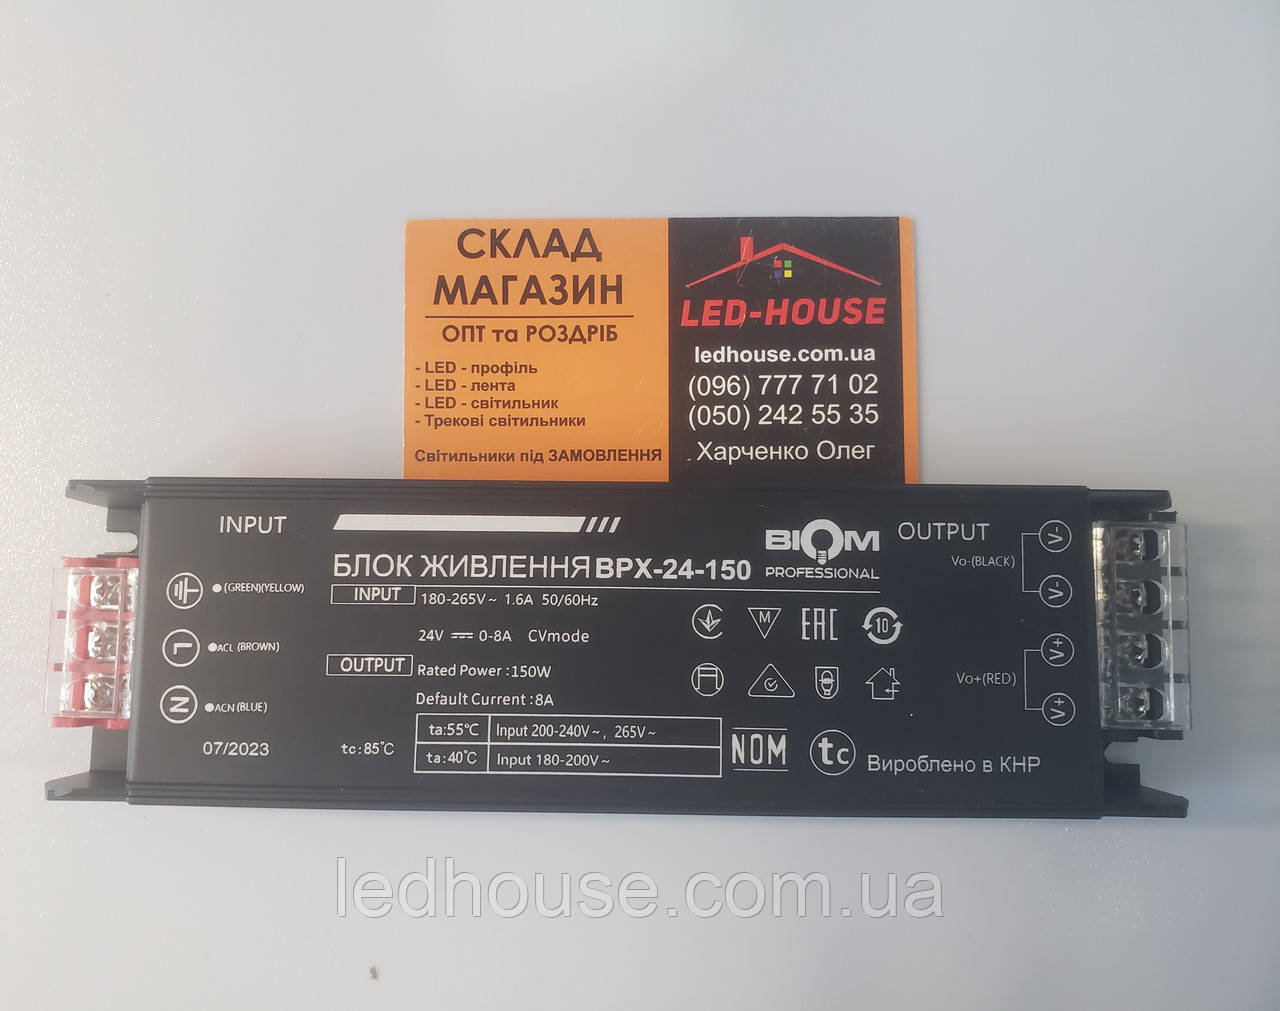 СКЛАД
МАГАЗИН
ОПТ та РОЗДРІБ
- LED - профіль
- LED - лента
- LED - світильник
- Трекові світильники
Світильники під ЗАМОВЛЕННЯ
LED-HOUSE
ledhouse.com.ua
(096) 777 71 02
(050) 242 55 35
Харченко Олег
INPUT
БЛОК ЖИВЛЕННЯ BPX-24-150
BIOM
PROFESSIONAL
OUTPUT
INPUT 180-265V~ 1.6A 50/60Hz
24V 0-8A CVmode
OUTPUT Rated Power :150W
Default Current :8A
ta:55℃ Input 200-240V~, 265V~
ta:40℃ Input 180-200V~
tc:85℃
(GREEN)(YELLOW)
L ACL (BROWN)
N ACN (BLUE)
07/2023
M
EAC
10
NOM
tc
Вироблено в КНР
Vo-(BLACK)
V-
V-
Vo+(RED)
V+
V+
ledhouse.com.ua